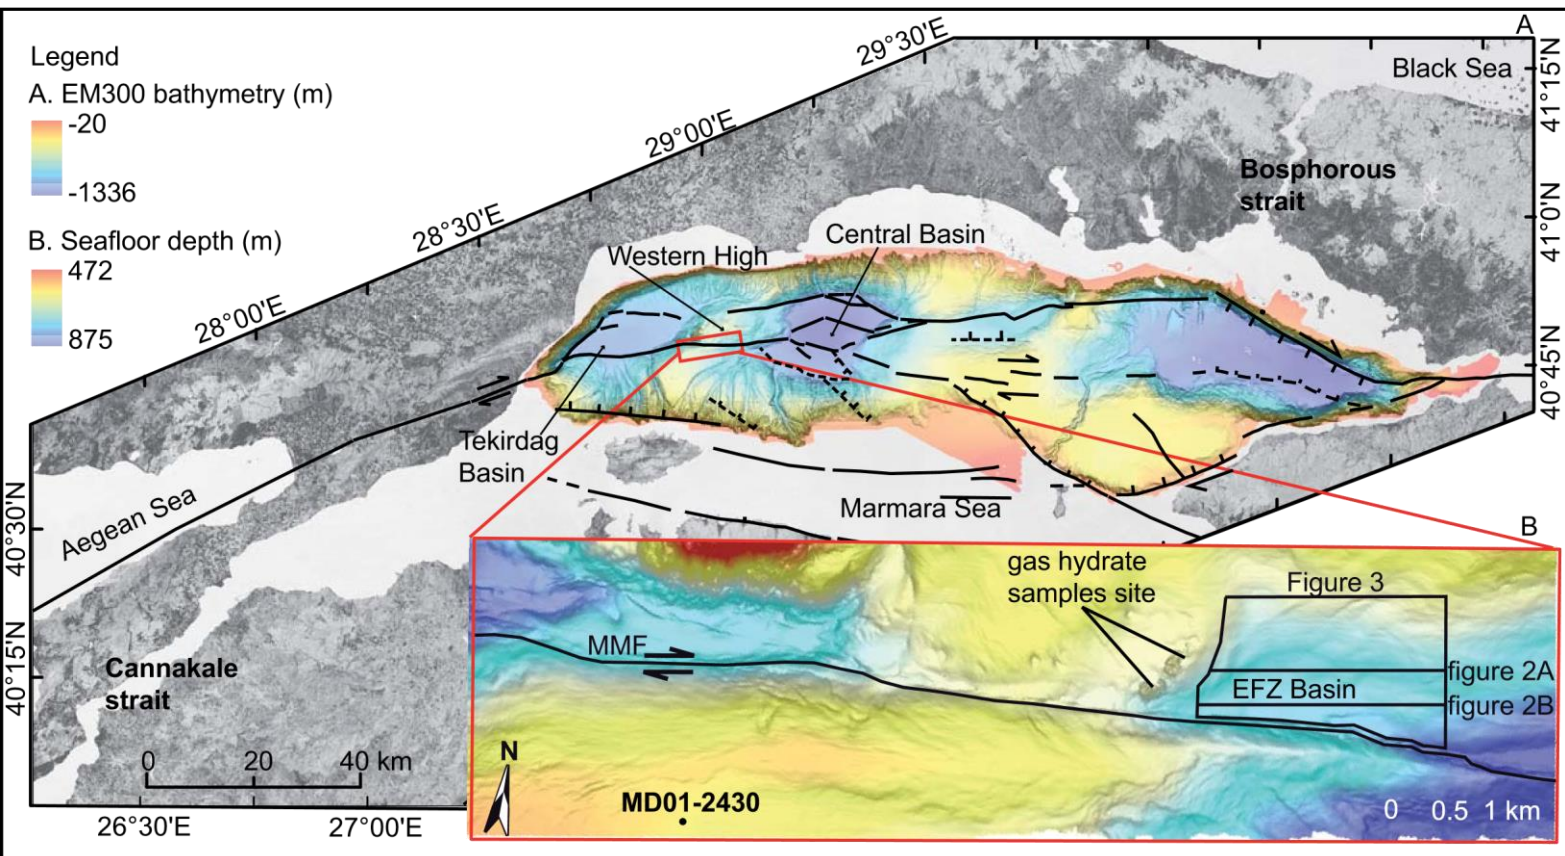 A
Legend
A. EM300 bathymetry (m)
-20
-1336
B. Seafloor depth (m)
472
875
29°30'E
29°00'E
28°30'E
28°00'E
Black Sea
41°15'N
Bosphorous
strait
41°0'N
Central Basin
Western High
40°45'N
Tekirdag
Basin
Marmara Sea
Aegean Sea
40°30'N
B
gas hydrate
samples site
Figure 3
MMF
figure 2A
EFZ Basin
figure 2B
40°15'N
Cannakale
strait
0 20 40 km
N
MD01-2430
0 0.5 1 km
26°30'E
27°00'E